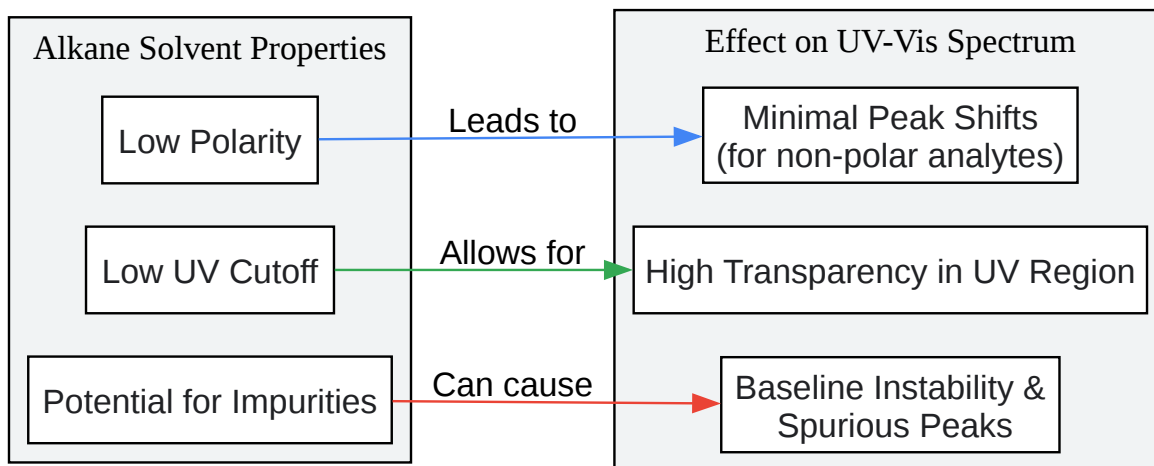 Alkane Solvent Properties
Effect on UV-Vis Spectrum
Low Polarity
Leads to
Minimal Peak Shifts
(for non-polar analytes)
Low UV Cutoff
Allows for
High Transparency in UV Region
Potential for Impurities
Can cause
Baseline Instability &
Spurious Peaks